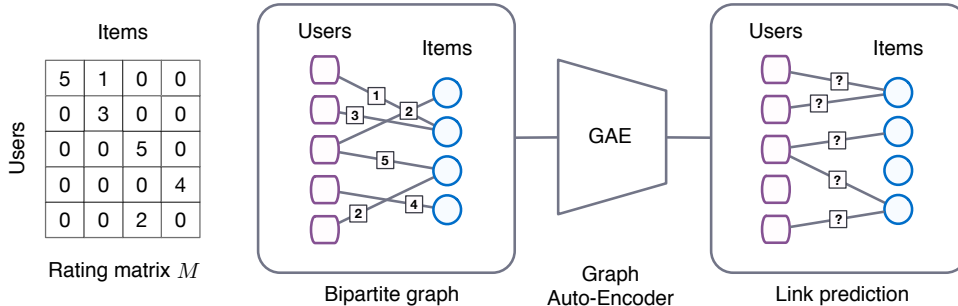 Items
Users
5 1 0 0
0 3 0 0
0 0 5 0
0 0 0 4
0 0 2 0
Rating matrix M
Users
Items
1
2
3
5
2
4
Bipartite graph
GAE
Graph
Auto-Encoder
Users
Items
?
?
?
?
?
Link prediction